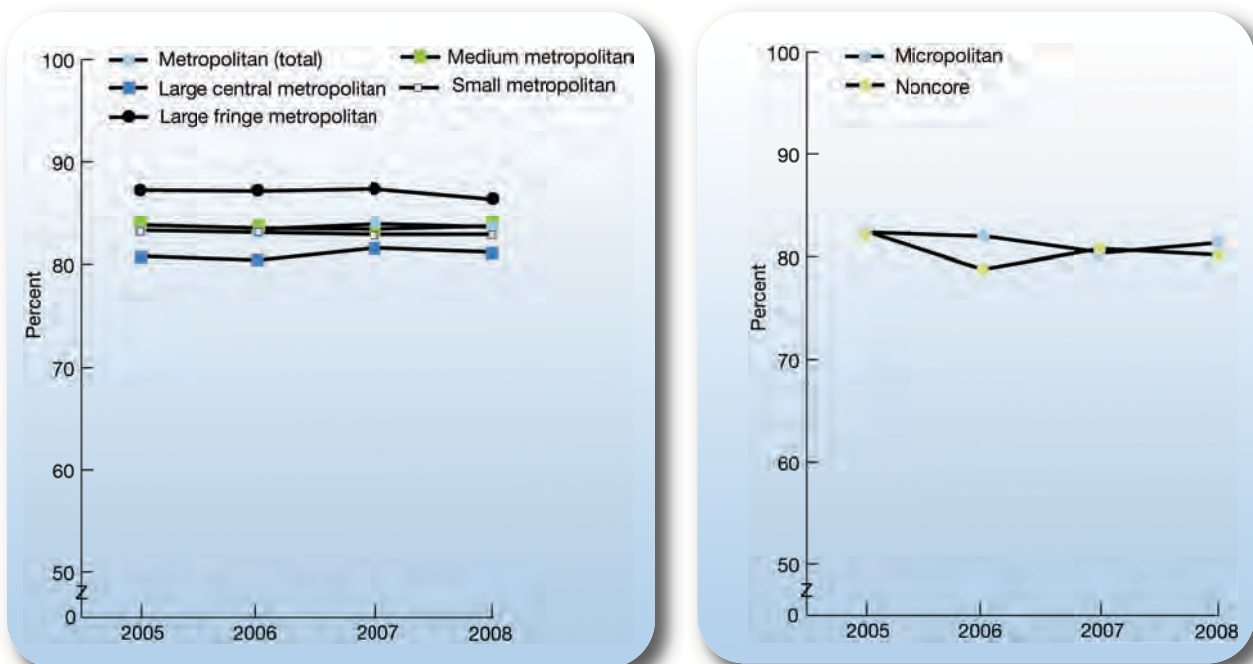 100
Metropolitan (total)
Medium metropolitan
Large central metropolitan
Small metropolitan
Large fringe metropolitan
90
80
70
60
50
Z
0
Percent
2005 2006 2007 2008
100
Micropolitan
Noncore
90
80
70
60
50
Z
0
Percent
2005 2006 2007 2008